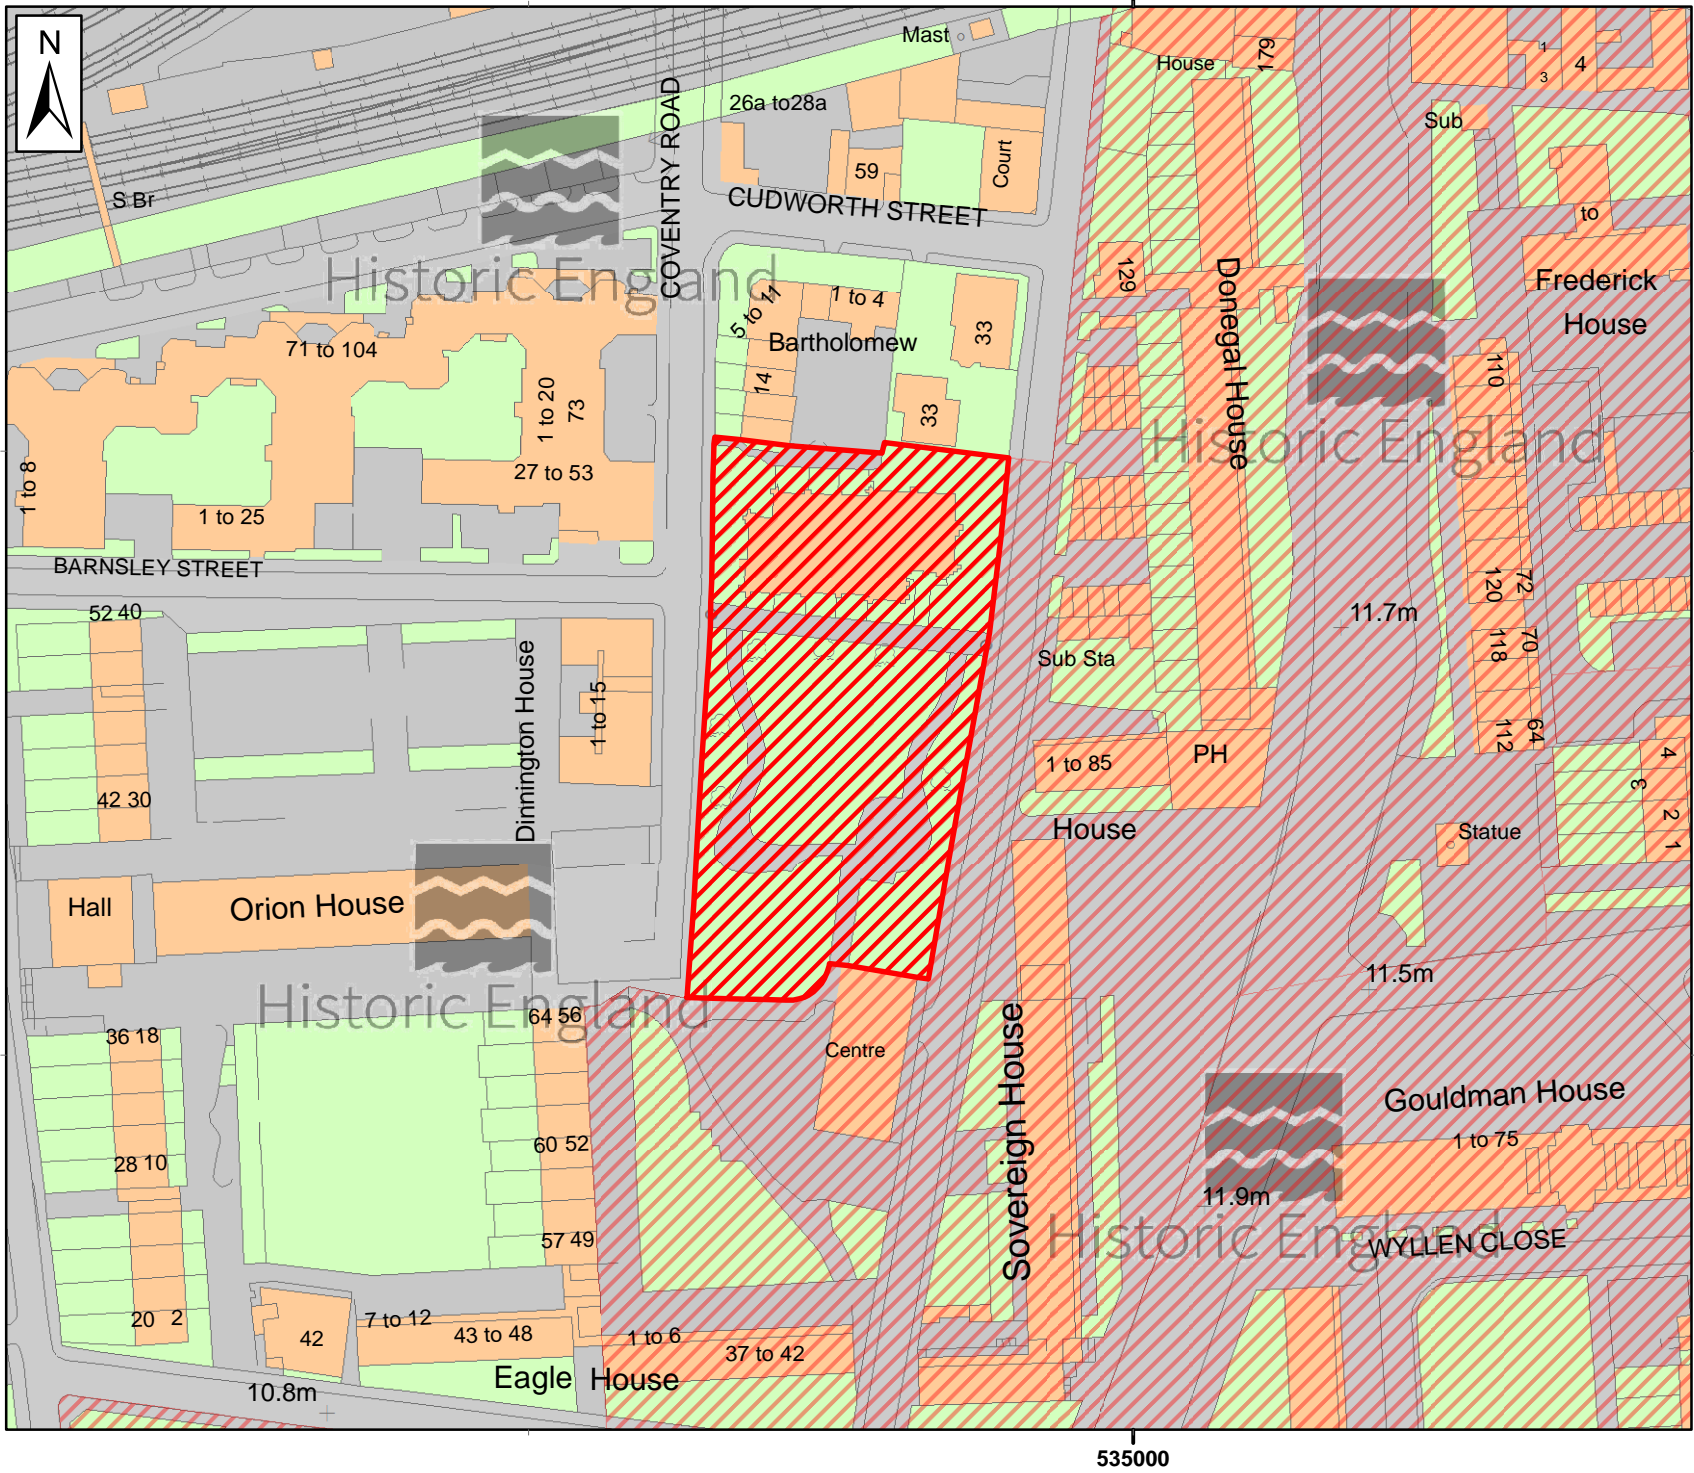 N
Mast
House
179
1
3
4
26a to28a
Sub
COVENTRY ROAD
59
Court
S Br
CUDWORTH STREET
to
Historic England
129
Donegal House
Frederick
House
5 to 11
1 to 4
33
Bartholomew
71 to 104
14
110
1 to 20
73
33
Historic England
27 to 53
1 to 8
1 to 25
BARNSLEY STREET
120
72
52 40
11.7m
118
70
Sub Sta
Dinnington House
1 to 15
112
64
PH
1 to 85
4
3
42 30
2
House
Statue
1
Hall
Orion House
11.5m
Historic England
64 56
36 18
Centre
Sovereign House
Gouldman House
1 to 75
60 52
28 10
11.9m
57 49
Historic England
WYLLEN CLOSE
20 2
7 to 12
42
43 to 48
1 to 6
37 to 42
Eagle House
10.8m
535000